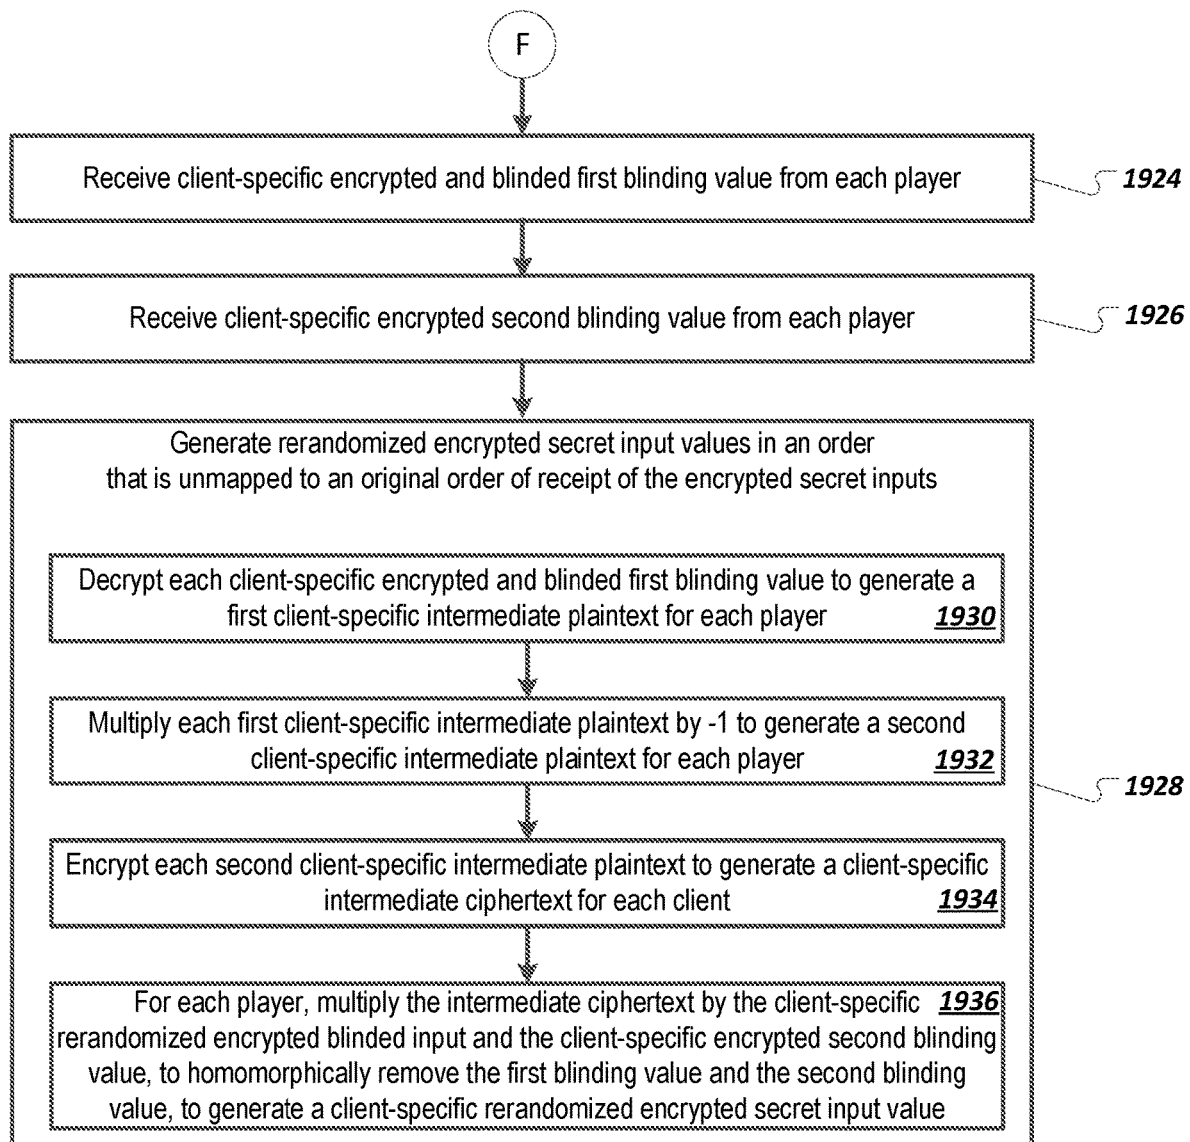 F
Receive client-specific encrypted and blinded first blinding value from each player
1924
Receive client-specific encrypted second blinding value from each player
1926
Generate rerandomized encrypted secret input values in an order
that is unmapped to an original order of receipt of the encrypted secret inputs
Decrypt each client-specific encrypted and blinded first blinding value to generate a
first client-specific intermediate plaintext for each player 1930
Multiply each first client-specific intermediate plaintext by -1 to generate a second
client-specific intermediate plaintext for each player 1932
1928
Encrypt each second client-specific intermediate plaintext to generate a client-specific
intermediate ciphertext for each client 1934
For each player, multiply the intermediate ciphertext by the client-specific 1936
rerandomized encrypted blinded input and the client-specific encrypted second blinding
value, to homomorphically remove the first blinding value and the second blinding
value, to generate a client-specific rerandomized encrypted secret input value